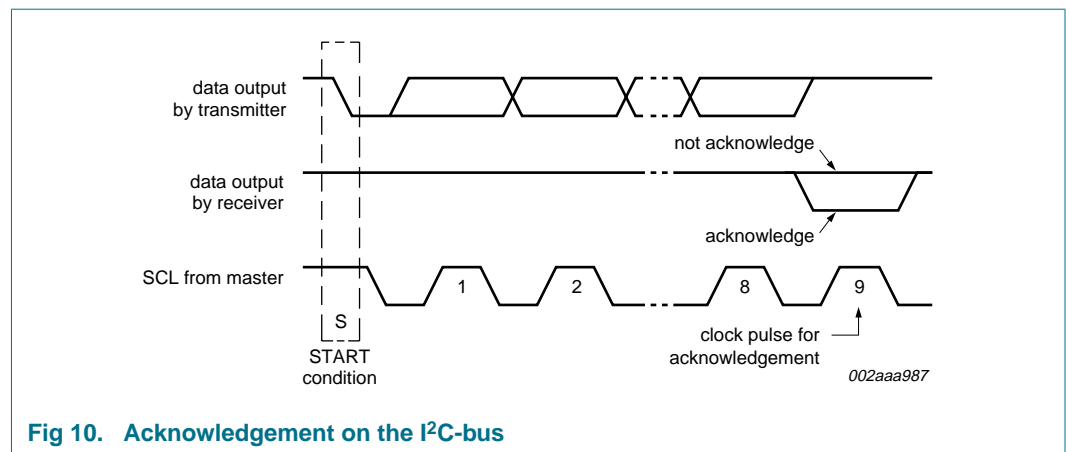 data output
by transmitter
not acknowledge
data output
by receiver
acknowledge
SCL from master
1
2
8
9
S
START
condition
clock pulse for
acknowledgement
002aaa987
Fig 10. Acknowledgement on the I²C-bus